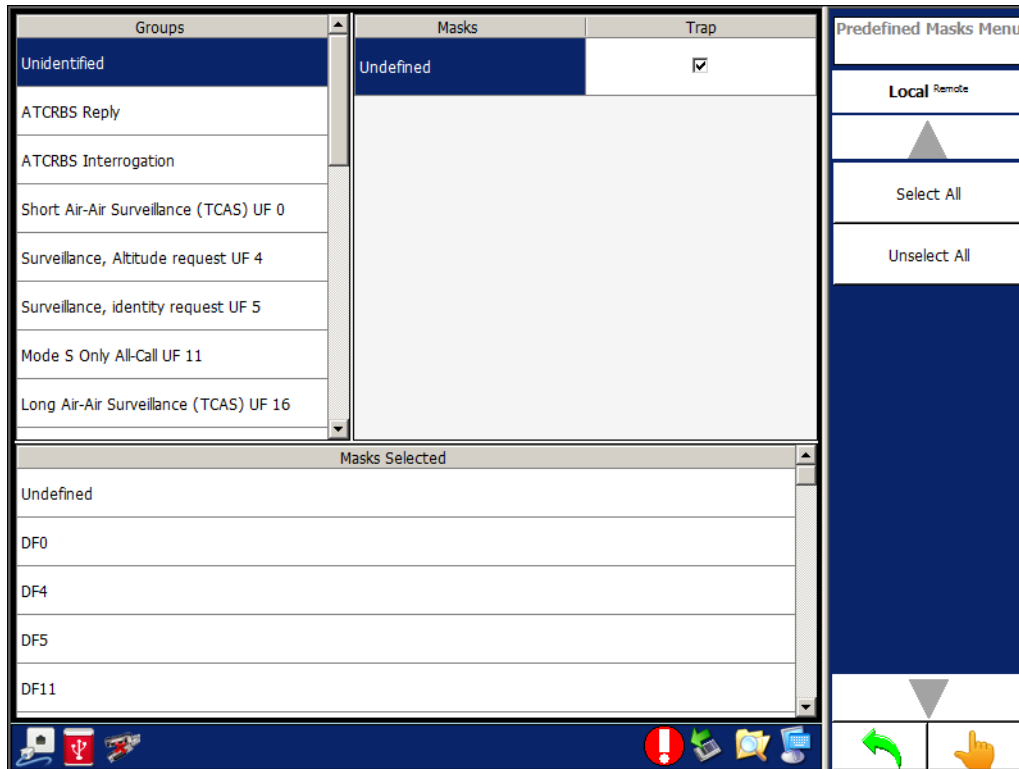 Groups
Unidentified
ATCRBS Reply
ATCRBS Interrogation
Short Air-Air Surveillance (TCAS) UF 0
Surveillance, Altitude request UF 4
Surveillance, identity request UF 5
Mode S Only All-Call UF 11
Long Air-Air Surveillance (TCAS) UF 16
Masks Trap
Undefined
Masks Selected
Undefined
DF0
DF4
DF5
DF11
Predefined Masks Menu
Local Remote
Select All
Unselect All